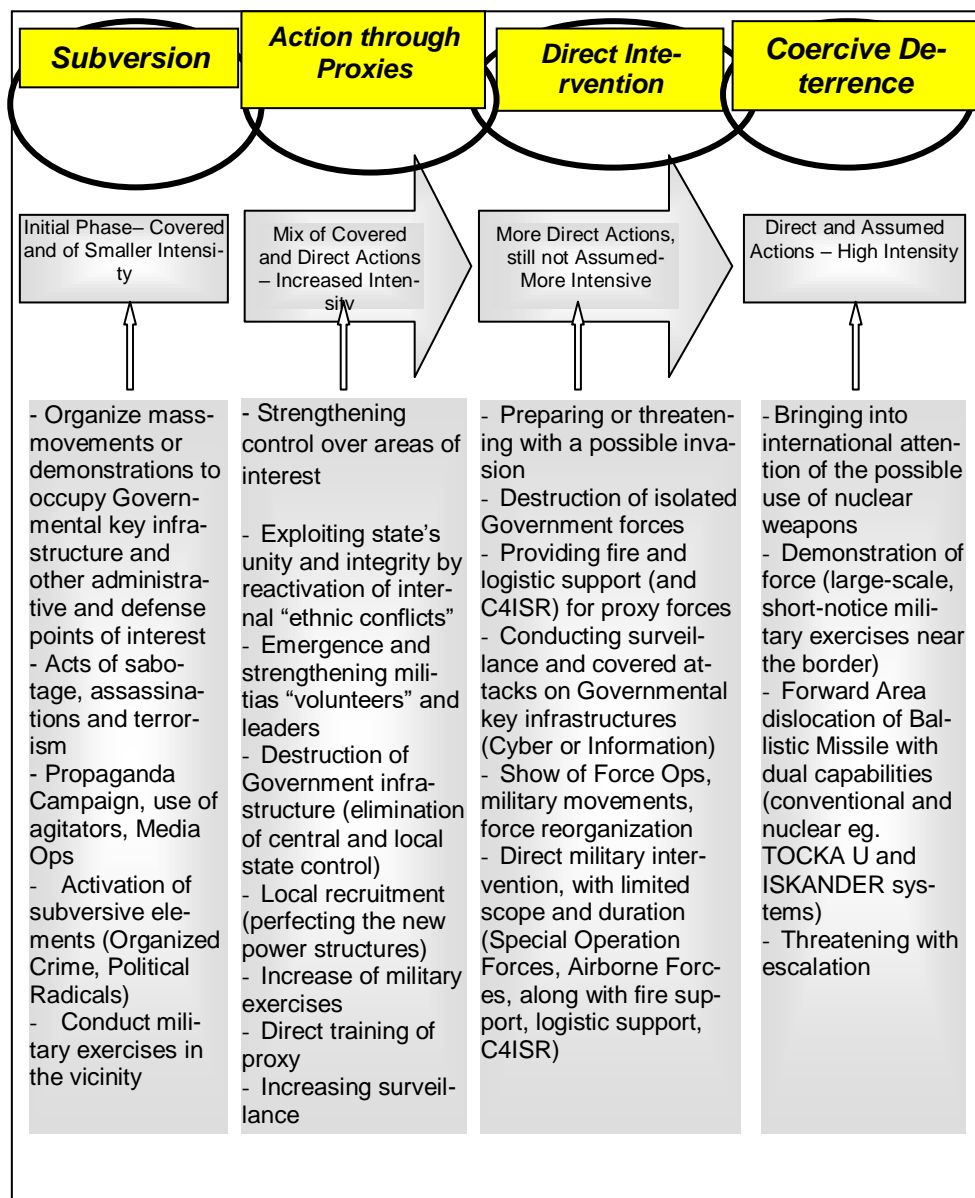 Subversion
Action through
Proxies
Direct Inte-
rvention
Coercive De-
terrence
Initial Phase– Covered
and of Smaller Intensi-
ty
Mix of Covered
and Direct Actions
– Increased Inten-
sity
More Direct Actions,
still not Assumed-
More Intensive
Direct and Assumed
Actions – High Intensity
- Organize mass-
movements or
demonstrations to
occupy Govern-
mental key infra-
structure and
other administra-
tive and defense
points of interest
- Acts of sabo-
tage, assassina-
tions and terror-
ism
- Propaganda
Campaign, use of
agitators, Media
Ops
- Activation of
subversive ele-
ments (Organized
Crime, Political
Radicals)
- Conduct mili-
tary exercises in
the vicinity
- Strengthening
control over areas of
interest
- Exploiting state’s
unity and integrity by
reactivation of inter-
nal “ethnic conflicts”
- Emergence and
strengthening mili-
tias “volunteers” and
leaders
- Destruction of
Government infra-
structure (elimination
of central and local
state control)
- Local recruitment
(perfecting the new
power structures)
- Increase of military
exercises
- Direct training of
proxy
- Increasing surveil-
lance
- Preparing or threaten-
ing with a possible inva-
sion
- Destruction of isolated
Government forces
- Providing fire and
logistic support (and
C4ISR) for proxy forces
- Conducting surveil-
lance and covered at-
tacks on Governmental
key infrastructures
(Cyber or Information)
- Show of Force Ops,
military movements,
force reorganization
- Direct military inter-
vention, with limited
scope and duration
(Special Operation
Forces, Airborne Forc-
es, along with fire sup-
port, logistic support,
C4ISR)
- Bringing into
international atten-
tion of the possible
use of nuclear
weapons
- Demonstration of
force (large-scale,
short-notice mili-
tary exercises near
the border)
- Forward Area
dislocation of Bal-
listic Missile with
dual capabilities
(conventional and
nuclear eg.
TOCKA U and
ISKANDER sys-
tems)
- Threatening with
escalation